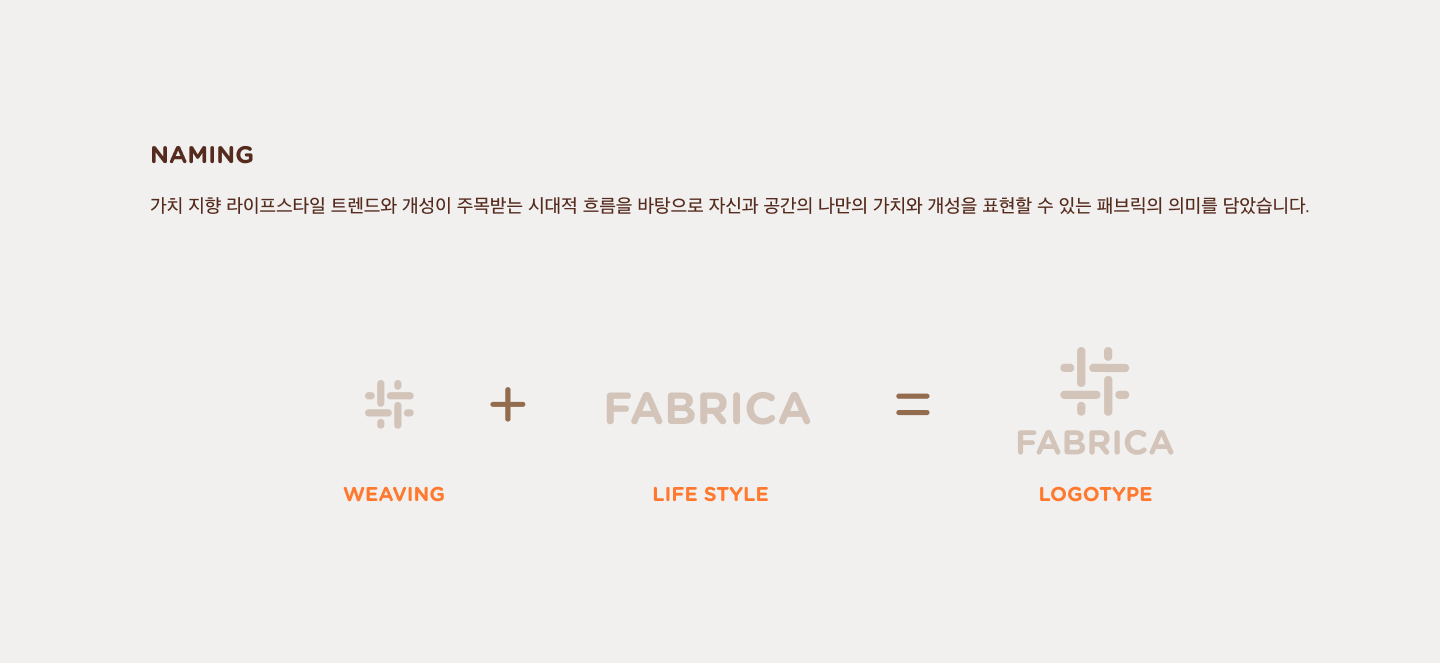 NAMING
가치 지향 라이프스타일 트렌드와 개성이 주목받는 시대적 흐름을 바탕으로 자신과 공간의 나만의 가치와 개성을 표현할 수 있는 패브릭의 의미를 담았습니다.
+ FABRICA =
FABRICA
WEAVING LIFE STYLE LOGOTYPE